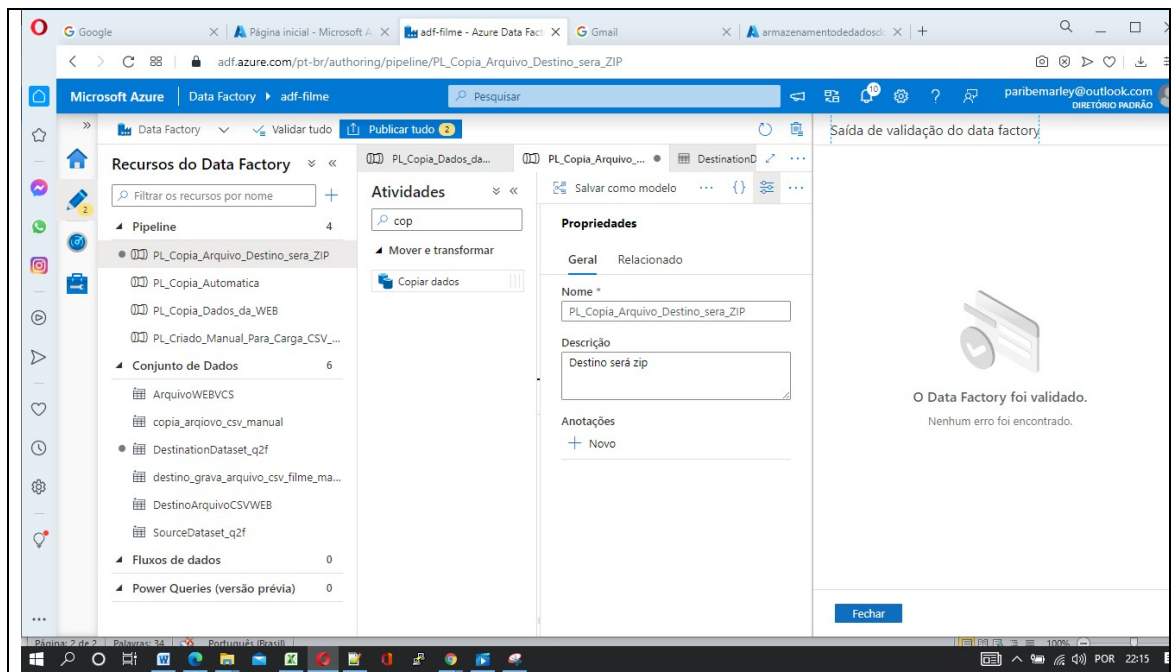 Google
Página inicial - Microsoft A
adf-filme - Azure Data Fact
Gmail
armazenamentodedadosd
adf.azure.com/pt-br/authoring/pipeline/PL_Copia_Arquivo_Destino_sera_ZIP
Microsoft Azure
Data Factory
adf-filme
Pesquisar
10
paribemarley@outlook.com
DIRETÓRIO PADRÃO
Data Factory
Validar tudo
Publicar tudo 2
Saída de validação do data factory
2
Recursos do Data Factory
Filtrar os recursos por nome
Pipeline 4
PL_Copia_Arquivo_Destino_sera_ZIP
PL_Copia_Automatica
PL_Copia_Dados_da_WEB
PL_Criado_Manual_Para_Carga_CSV_...
Conjunto de Dados 6
ArquivoWEBVCS
copia_arqiovo_csv_manual
DestinationDataset_q2f
destino_grava_arquivo_csv_filme_ma...
DestinoArquivoCSVWEB
SourceDataset_q2f
Fluxos de dados 0
Power Queries (versão prévia) 0
PL_Copia_Dados_da...
PL_Copia_Arquivo_...
DestinationD
Atividades
cop
Mover e transformar
Copiar dados
Salvar como modelo
Propriedades
Geral
Relacionado
Nome *
PL_Copia_Arquivo_Destino_sera_ZIP
Descrição
Destino será zip
Anotações
Novo
O Data Factory foi validado.
Nenhum erro foi encontrado.
Fechar
Página: 2 de 2
Palavras: 34
Português (Brasil)
100%
POR
22:15